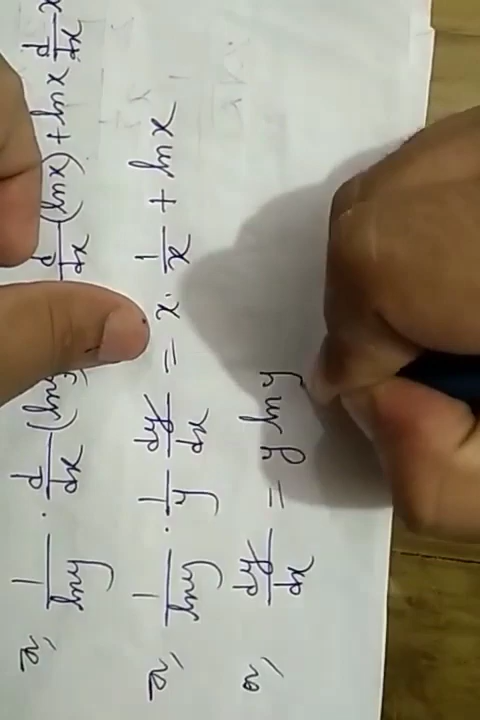 বা, 1/lny · d/dx (lny d/dx (lnx) + lnx d/dx x
বা, 1/lny · 1/y dy/dx = x · 1/x + lnx
বা, dy/dx = y lny